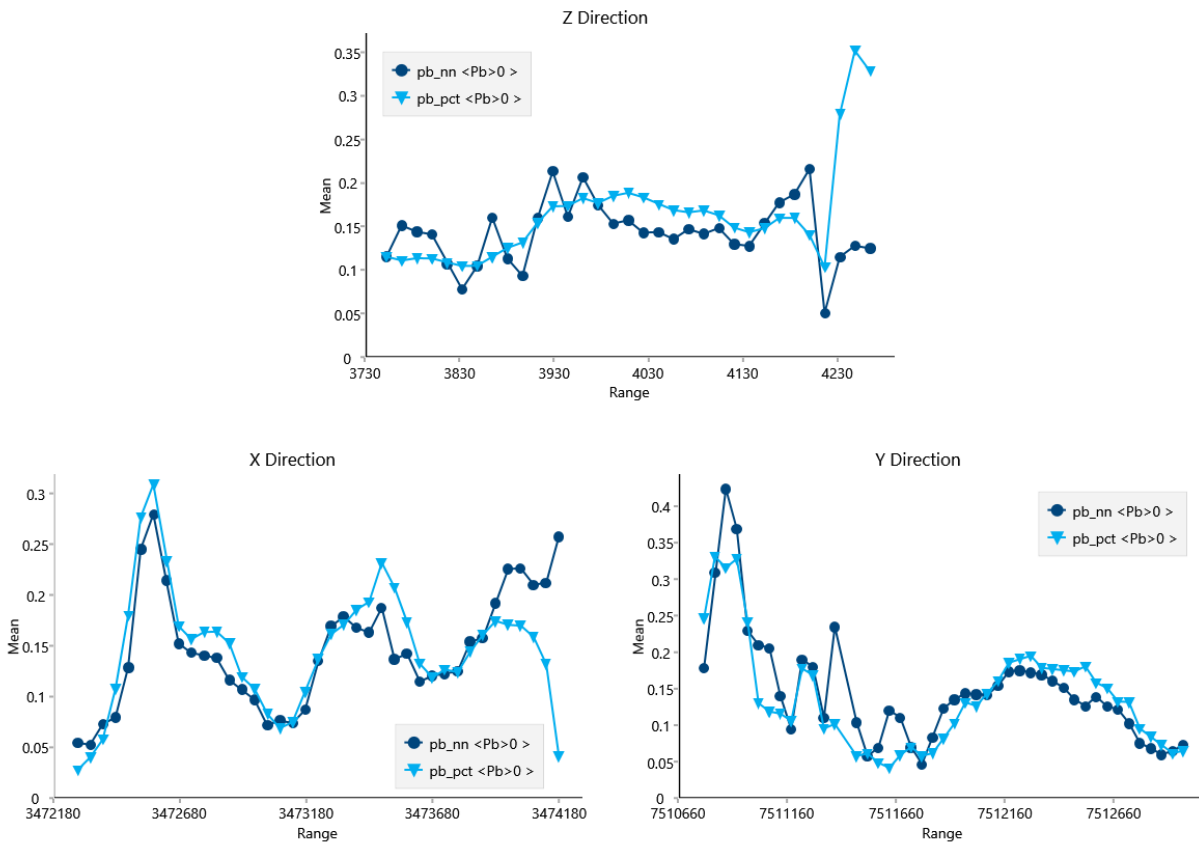 Z Direction
0.35
0.3
0.25
0.2
0.15
0.1
0.05
0
Mean
pb_nn <Pb>0 >
pb_pct <Pb>0 >
3730 3830 3930 4030 4130 4230
Range
X Direction
0.3
0.25
0.2
0.15
0.1
0.05
0
Mean
pb_nn <Pb>0 >
pb_pct <Pb>0 >
3472180 3472680 3473180 3473680 3474180
Range
Y Direction
0.4
0.35
0.3
0.25
0.2
0.15
0.1
0.05
0
Mean
pb_nn <Pb>0 >
pb_pct <Pb>0 >
7510660 7511160 7511660 7512160 7512660
Range